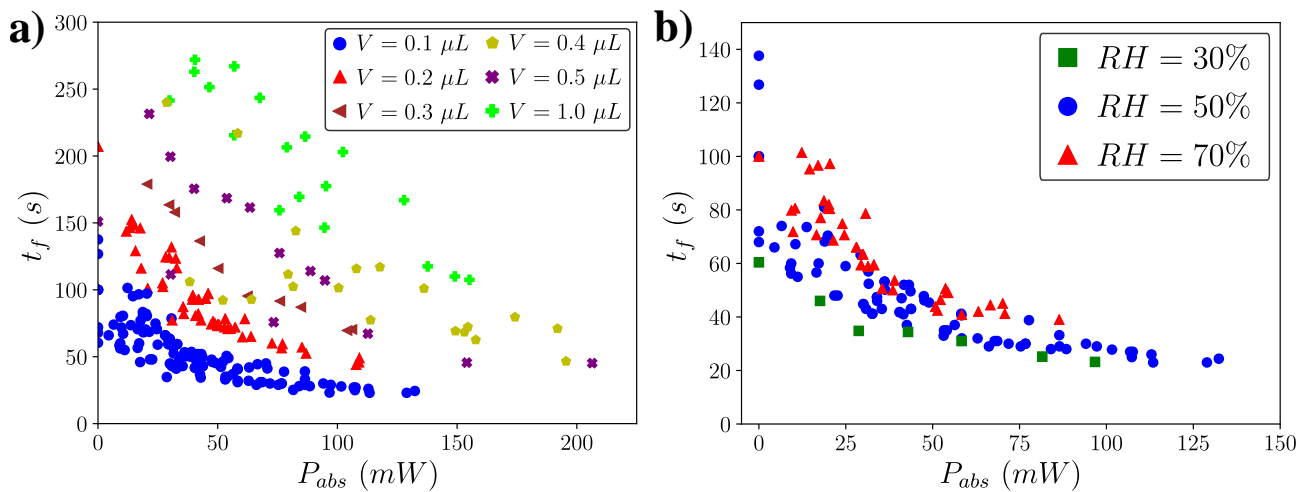 a)
300
250
200
150
100
50
0
t_f (s)
0
50
100
150
200
P_abs (mW)
V = 0.1 μL
V = 0.2 μL
V = 0.3 μL
V = 0.4 μL
V = 0.5 μL
V = 1.0 μL
b)
140
120
100
80
60
40
20
0
t_f (s)
0
25
50
75
100
125
150
P_abs (mW)
RH = 30%
RH = 50%
RH = 70%